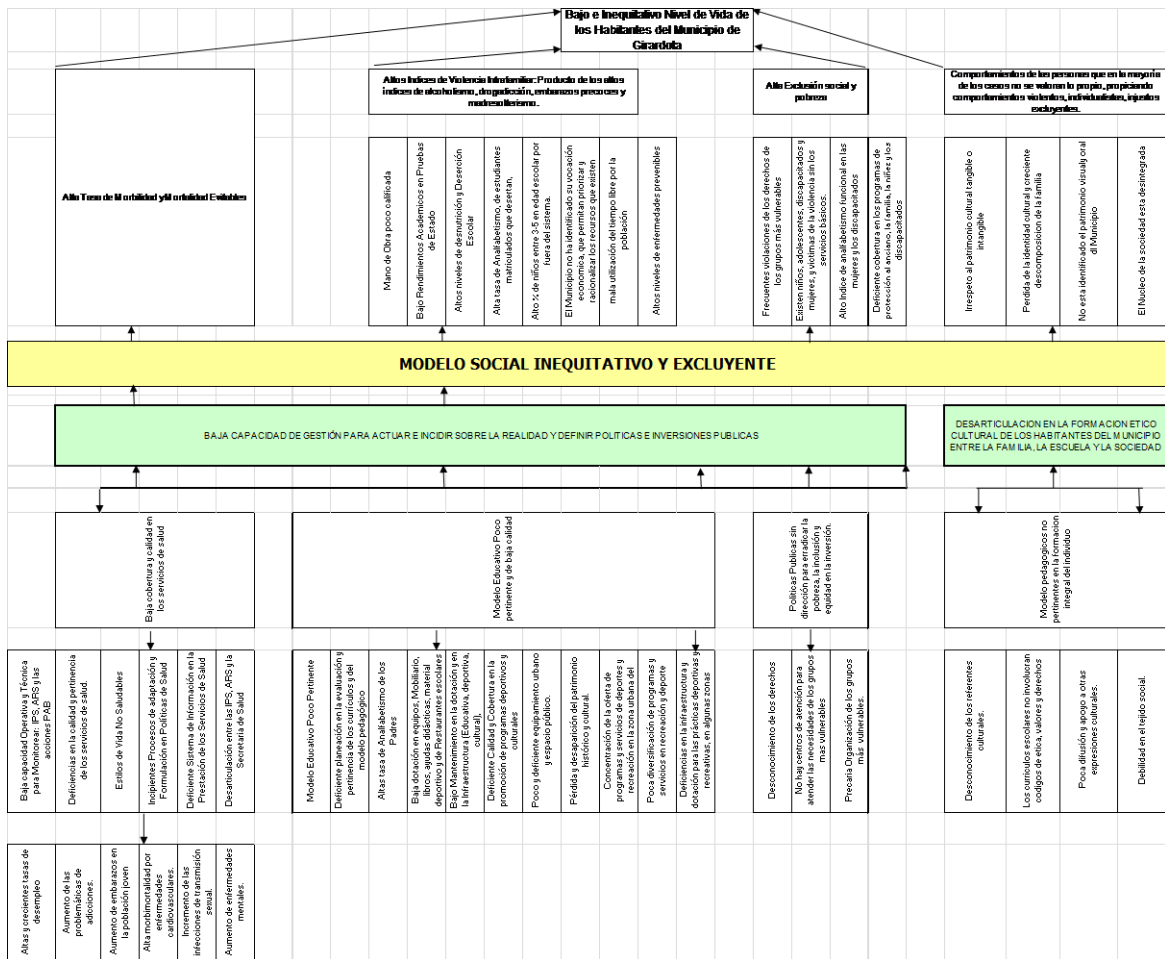 Bajo e Inequitativo Nivel de Vida de
los Habitantes del Municipio de
Girardota
Altos Indices de Violencia Intrafamiliar: Producto de los altos
índices de alcoholismo, drogadicción, embarazos precoces y
madresolterismo.
Alta Exclusión social y
pobreza
Comportamientos de las personas que en la mayoría
de los casos no se valoran lo propio, propiciando
comportamientos violentos, individualistas, injustos
excluyentes.
Alta Tasa de Morbilidad y Mortalidad Evitables
Mano de Obra poco calificada
Bajo Rendimientos Academicos en Pruebas
de Estado
Altos niveles de desnutrición y Deserción
Escolar
Alta tasa de Analfabetismo, de estudiantes
matriculados que desertan,
Alto % de niños entre 3-5 en edad escolar por
fuera del sistema.
El Municipio no ha identificado su vocación
economica, que permitan priorizar y
racionalizar los recursos que existen
mala utilización del tiempo libre por la
población
Altos niveles de enfermedades prevenibles
Frecuentes violaciones de los derechos de
los grupos más vulnerables
Existen niños, adolescentes, discapacitados y
mujeres, y victimas de la violencia sin los
servicios básicos.
Alto Indice de analfabetismo funcional en las
mujeres y los discapacitados
Deficiente cobertura en los programas de
protección al anciano, la familia, la niñes y los
discapacitados
Irrespeto al patrimonio cultural tangible o
intangible
Perdida de la identidad cultural y creciente
descomposicion de la familia
No esta identificado el patrimonio visual y oral
dl Municipio
El Nucleo de la sociedad esta desintegrada
MODELO SOCIAL INEQUITATIVO Y EXCLUYENTE
BAJA CAPACIDAD DE GESTIÓN PARA ACTUAR E INCIDIR SOBRE LA REALIDAD Y DEFINIR POLITICAS E INVERSIONES PUBLICAS
DESARTICULACION EN LA FORMACION ETICO
CULTURAL DE LOS HABITANTES DEL MUNICIPIO
ENTRE LA FAMILIA, LA ESCUELA Y LA SOCIEDAD
Baja cobertura y calidad en
los servicios de salud
Modelo Educativo Poco
pertinente y de baja calidad
Politicas Publicas sin
dirección para erradicar la
pobreza, la inclusión y
equidad en la inversión.
Modelo pedagogicos no
pertinentes en la formacion
integral del individuo
Baja capacidad Operativa y Técnica
para Monitorear: IPS, ARS y las
acciones PAB
Deficiencias en la calidad y pertinencia
de los servicios de salud.
Estilos de Vida No Saludables
Incipientes Procesos de adaptación y
Formulación en Politicas de Salud
Deficiente Sistema de Información en la
Prestación de los Servicios de Salud
Desarticulación entre las IPS, ARS y la
Secretaria de Salud
Modelo Educativo Poco Pertinente
Deficiente planeación en la evaluación y
pertinencia de los currículos y del
modelo pedagógico
Altas tasa de Analfabetismo de los
Padres
Baja dotación en equipos, Mobiliario,
libros, ayudas didácticas, material
deportivo y de Restaurantes escolares
Bajo Mantenimiento en la dotación y en
la Infraestructura (Educativa, deportiva,
cultural).
Deficiente Calidad y Cobertura en la
promoción de programas deportivos y
culturales
Poco y deficiente equipamiento urbano
y espacio público.
Pérdida y desaparición del patrimonio
cultural y histórico.
Concentración de la oferta de
programas y servicios de deportes y
recreación en la zona urbana del
Poca diversificación de programas y
servicios en recreación y deporte
Deficiencias en la Infraestructura y
dotación para las prácticas deportivas y
recreativas, en algunas zonas
Desconocimiento de los derechos
No hay centros de atención para
atender las necesidades de los grupos
mas vulnerables
Precaria Organización de los grupos
más vulnerables.
Desconocimiento de los referentes
culturales.
Los currículos escolares no involucran
codigos de etica, valores y derechos
Poca difusión y apogo a otras
expresiones culturales.
Debilidad en el tejido social.
Altas y crecientes tasas de
desempleo
Aumento de las
problemáticas de
adicciones.
Aumento de embarazos en
la población joven
Alta morbimortalidad por
enfermedades
cardiovasculares.
Incremento de las
infecciones de transmisión
sexual.
Aumento de enfermedades
mentales.